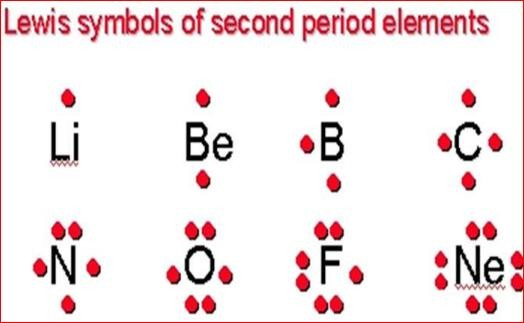 Lewis symbols of second period elements
Li Be B C
N O F Ne